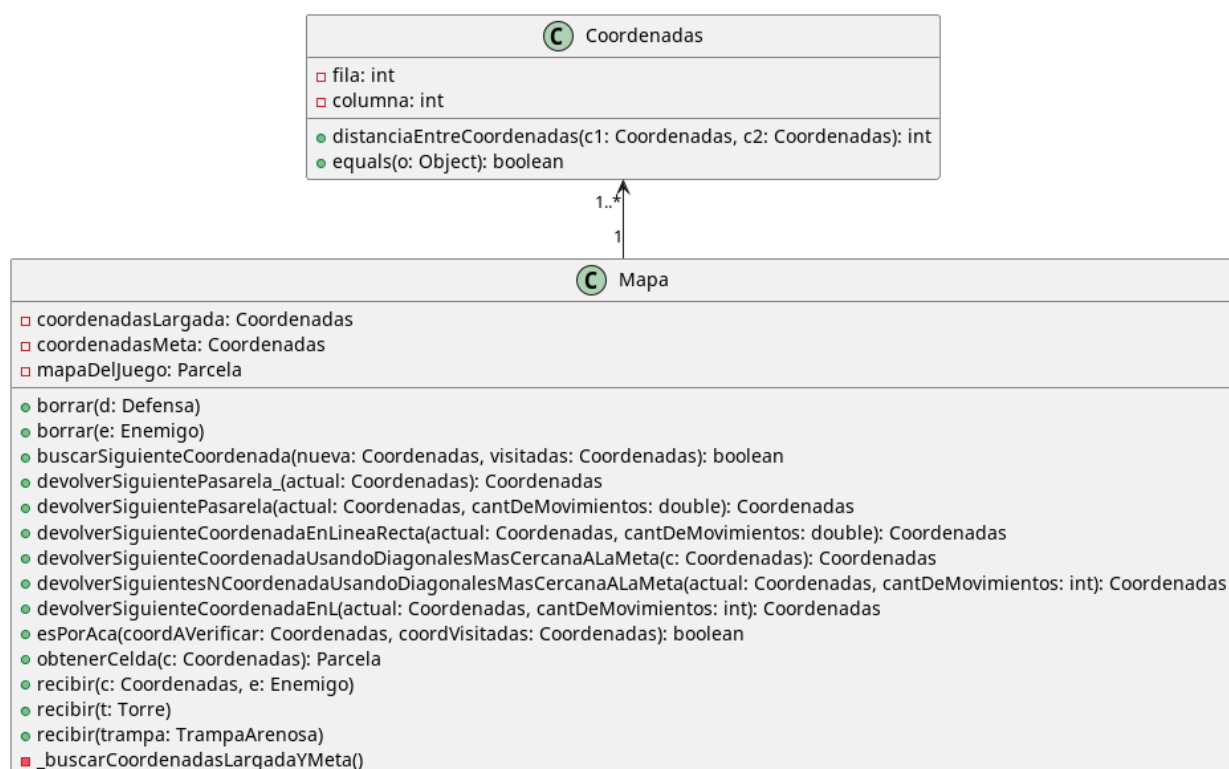 C Coordenadas
fila: int
columna: int
distanciaEntreCoordenadas(c1: Coordenadas, c2: Coordenadas): int
equals(o: Object): boolean
1..*
1
C Mapa
coordenadasLargada: Coordenadas
coordenadasMeta: Coordenadas
mapaDelJuego: Parcela
borrar(d: Defensa)
borrar(e: Enemigo)
buscarSiguienteCoordenada(nueva: Coordenadas, visitadas: Coordenadas): boolean
devolverSiguientePasarela_(actual: Coordenadas): Coordenadas
devolverSiguientePasarela(actual: Coordenadas, cantDeMovimientos: double): Coordenadas
devolverSiguienteCoordenadaEnLineaRecta(actual: Coordenadas, cantDeMovimientos: double): Coordenadas
devolverSiguienteCoordenadaUsandoDiagonalesMasCercanaALaMeta(c: Coordenadas): Coordenadas
devolverSiguientesNCoordenadaUsandoDiagonalesMasCercanaALaMeta(actual: Coordenadas, cantDeMovimientos: int): Coordenadas
devolverSiguienteCoordenadaEnL(actual: Coordenadas, cantDeMovimientos: int): Coordenadas
esPorAca(coordAVerificar: Coordenadas, coordVisitadas: Coordenadas): boolean
obtenerCelda(c: Coordenadas): Parcela
recibir(c: Coordenadas, e: Enemigo)
recibir(t: Torre)
recibir(trampa: TrampaArenosa)
_buscarCoordenadasLargadaYMeta()